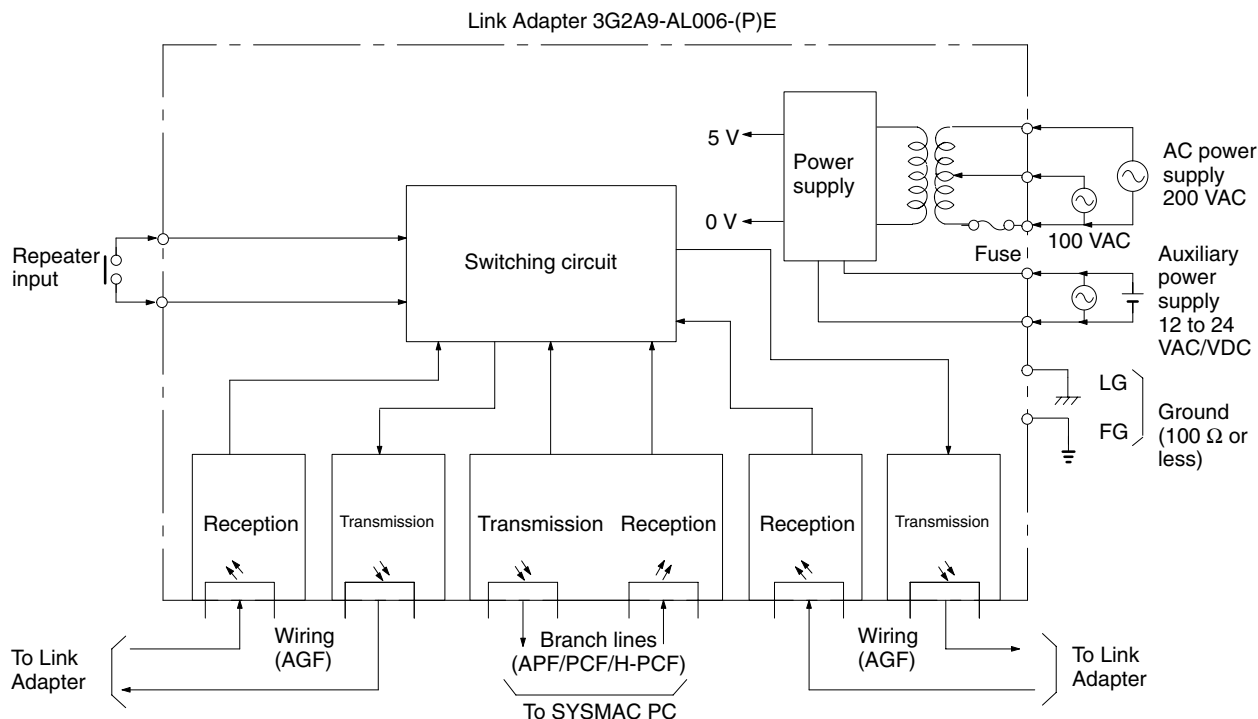 Link Adapter 3G2A9-AL006-(P)E
5 V
0 V
Power
supply
AC power
supply
200 VAC
100 VAC
Fuse
Auxiliary
power
supply
12 to 24
VAC/VDC
Repeater
input
Switching circuit
LG
FG
Ground
(100 Ω or
less)
Reception
Transmission
Transmission
Reception
Reception
Transmission
To Link
Adapter
Wiring
(AGF)
Branch lines
(APF/PCF/H-PCF)
To SYSMAC PC
Wiring
(AGF)
To Link
Adapter